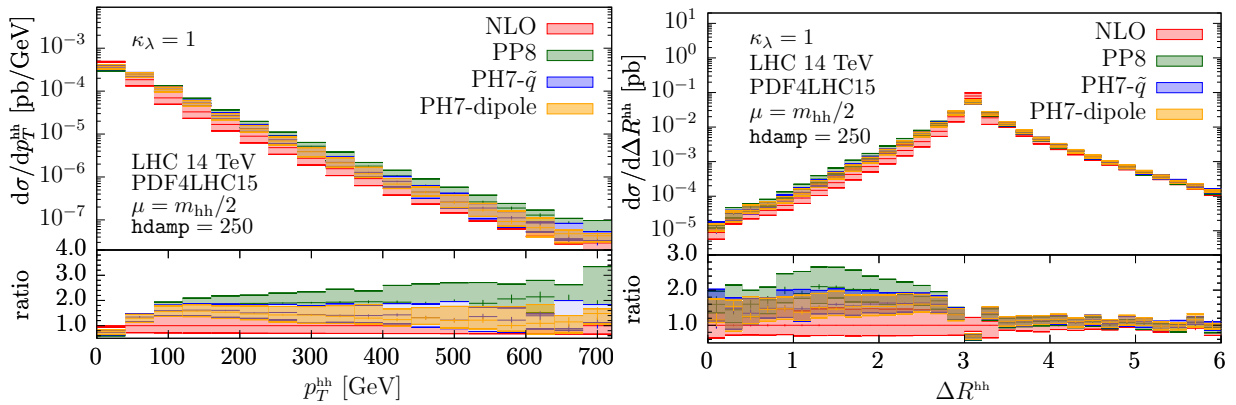 dσ/dp_T^hh [pb/GeV]
10⁻³
10⁻⁴
10⁻⁵
10⁻⁶
10⁻⁷
κ_λ = 1
NLO
PP8
PH7-q̃
PH7-dipole
LHC 14 TeV
PDF4LHC15
μ = m_hh/2
hdamp = 250
ratio
4.0
3.0
2.0
1.0
0 100 200 300 400 500 600 700
p_T^hh [GeV]
dσ/dΔR^hh [pb]
10¹
10⁰
10⁻¹
10⁻²
10⁻³
10⁻⁴
10⁻⁵
κ_λ = 1
LHC 14 TeV
PDF4LHC15
μ = m_hh/2
hdamp = 250
NLO
PP8
PH7-q̃
PH7-dipole
ratio
3.0
2.0
1.0
0 1 2 3 4 5 6
ΔR^hh